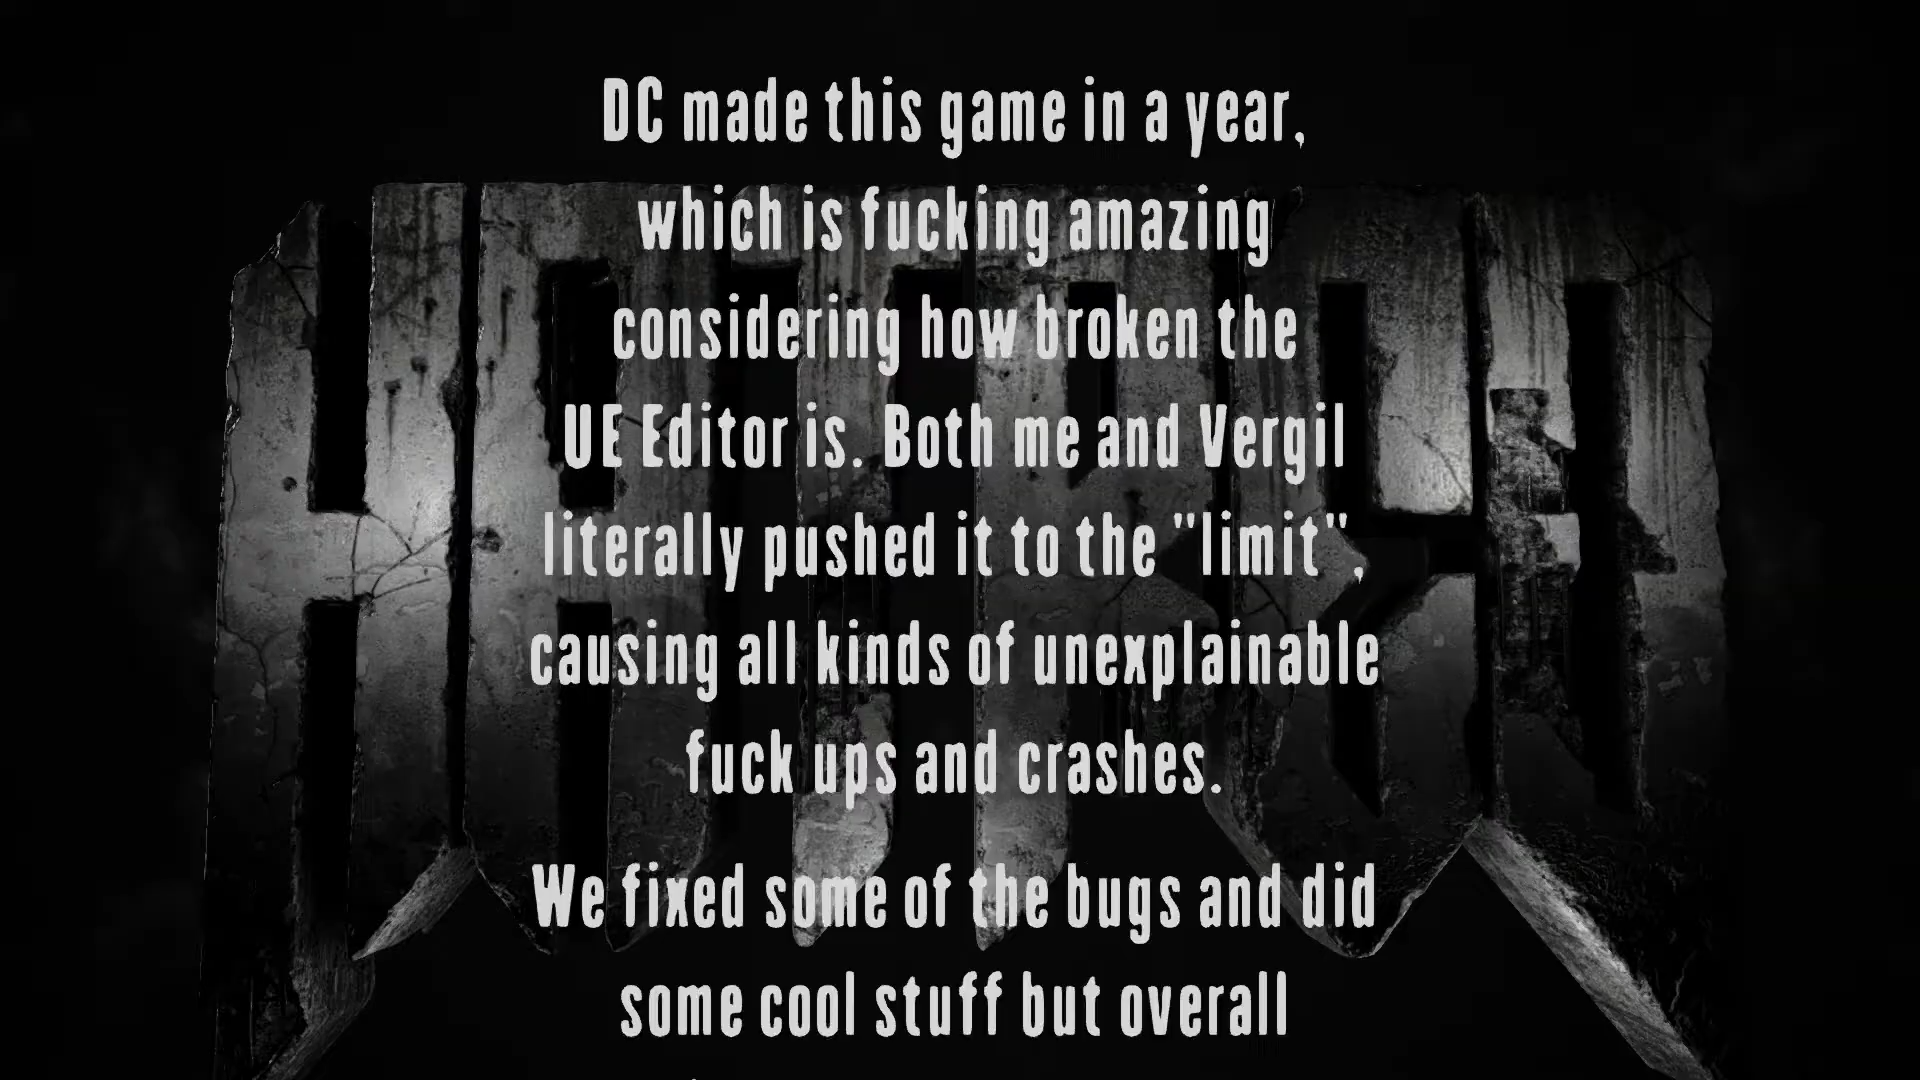 DC made this game in a year,
which is fucking amazing
considering how broken the
UE Editor is. Both me and Vergil
literally pushed it to the "limit",
causing all kinds of unexplainable
fuck ups and crashes.
We fixed some of the bugs and did
some cool stuff but overall
HATRED